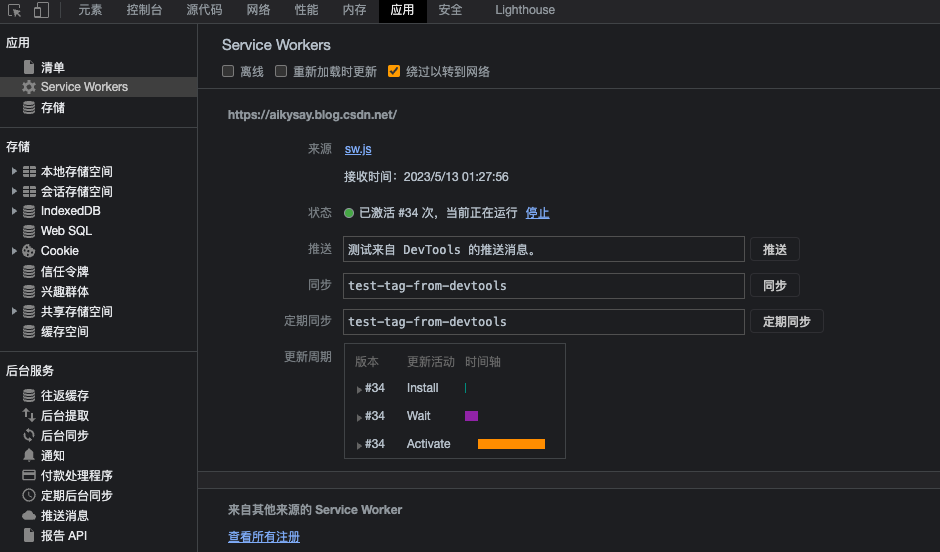 元素 控制台 源代码 网络 性能 内存 应用 安全 Lighthouse
应用
清单
Service Workers
存储
存储
本地存储空间
会话存储空间
IndexedDB
Web SQL
Cookie
信任令牌
兴趣群体
共享存储空间
缓存空间
后台服务
往返缓存
后台提取
后台同步
通知
付款处理程序
定期后台同步
推送消息
报告 API
Service Workers
离线 重新加载时更新 绕过以转到网络
https://aikysay.blog.csdn.net/
来源 sw.js
接收时间：2023/5/13 01:27:56
状态 已激活 #34 次，当前正在运行 停止
推送 测试来自 DevTools 的推送消息。 推送
同步 test-tag-from-devtools 同步
定期同步 test-tag-from-devtools 定期同步
更新周期 版本 更新活动 时间轴
#34 Install
#34 Wait
#34 Activate
来自其他来源的 Service Worker
查看所有注册